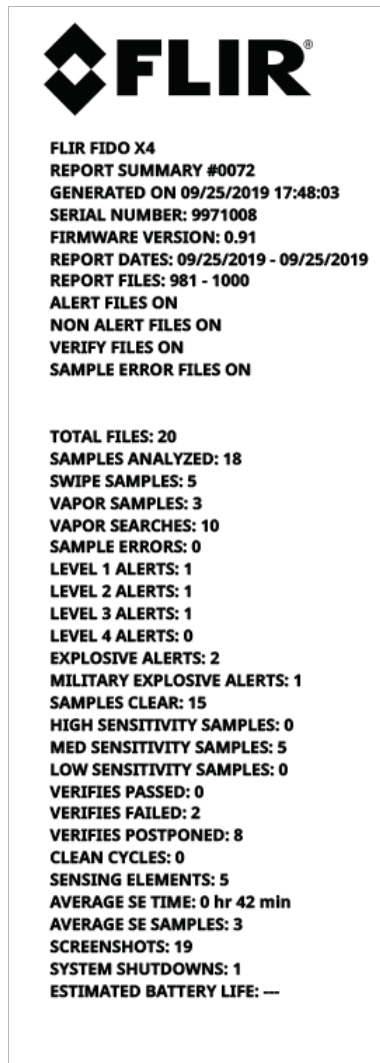 FLIR®
FLIR FIDO X4
REPORT SUMMARY #0072
GENERATED ON 09/25/2019 17:48:03
SERIAL NUMBER: 9971008
FIRMWARE VERSION: 0.91
REPORT DATES: 09/25/2019 - 09/25/2019
REPORT FILES: 981 - 1000
ALERT FILES ON
NON ALERT FILES ON
VERIFY FILES ON
SAMPLE ERROR FILES ON
TOTAL FILES: 20
SAMPLES ANALYZED: 18
SWIPE SAMPLES: 5
VAPOR SAMPLES: 3
VAPOR SEARCHES: 10
SAMPLE ERRORS: 0
LEVEL 1 ALERTS: 1
LEVEL 2 ALERTS: 1
LEVEL 3 ALERTS: 1
LEVEL 4 ALERTS: 0
EXPLOSIVE ALERTS: 2
MILITARY EXPLOSIVE ALERTS: 1
SAMPLES CLEAR: 15
HIGH SENSITIVITY SAMPLES: 0
MED SENSITIVITY SAMPLES: 5
LOW SENSITIVITY SAMPLES: 0
VERIFIES PASSED: 0
VERIFIES FAILED: 2
VERIFIES POSTPONED: 8
CLEAN CYCLES: 0
SENSING ELEMENTS: 5
AVERAGE SE TIME: 0 hr 42 min
AVERAGE SE SAMPLES: 3
SCREENSHOTS: 19
SYSTEM SHUTDOWNS: 1
ESTIMATED BATTERY LIFE: ---